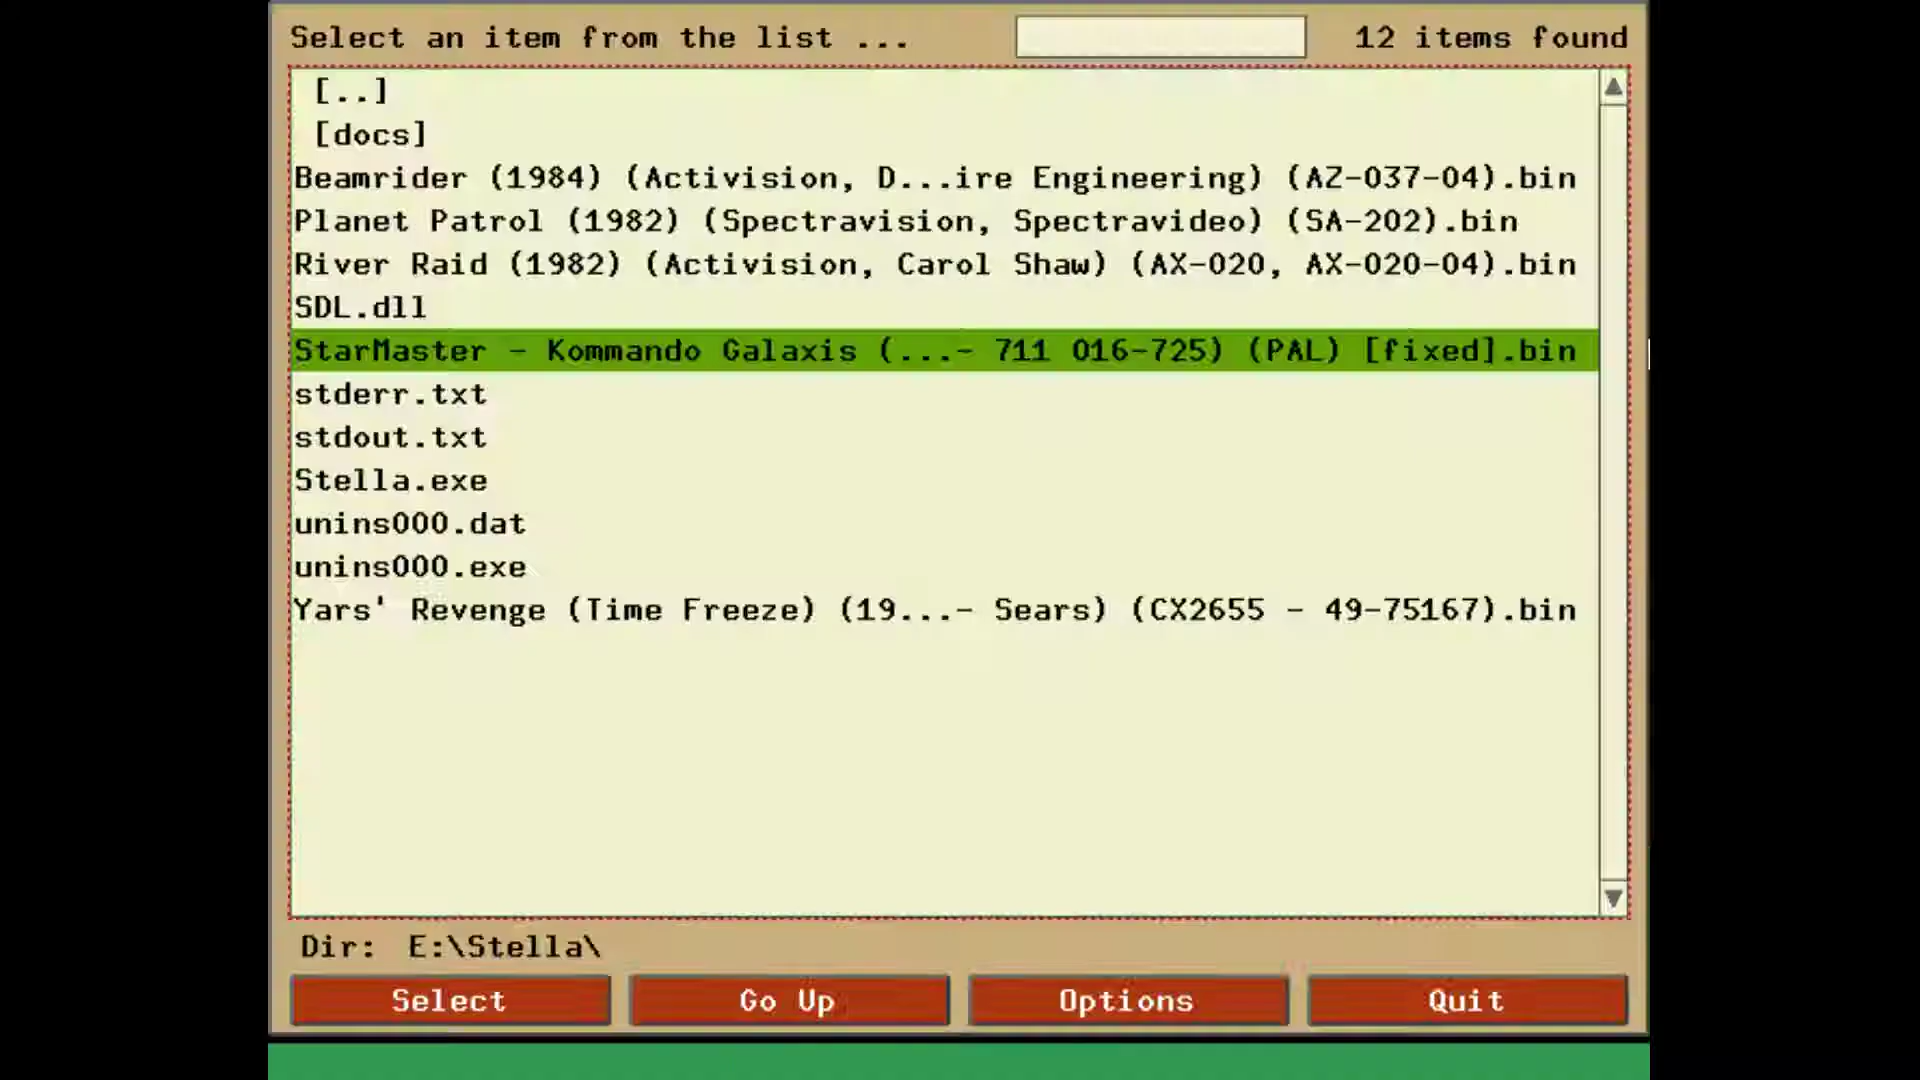 Select an item from the list ... 12 items found
[..]
[docs]
Beamrider (1984) (Activision, D...ire Engineering) (AZ-037-04).bin
Planet Patrol (1982) (Spectravision, Spectravideo) (SA-202).bin
River Raid (1982) (Activision, Carol Shaw) (AX-020, AX-020-04).bin
SDL.dll
StarMaster - Kommando Galaxis (...- 711 016-725) (PAL) [fixed].bin
stderr.txt
stdout.txt
Stella.exe
unins000.dat
unins000.exe
Yars' Revenge (Time Freeze) (19...- Sears) (CX2655 - 49-75167).bin
Dir: E:\Stella\
Select Go Up Options Quit